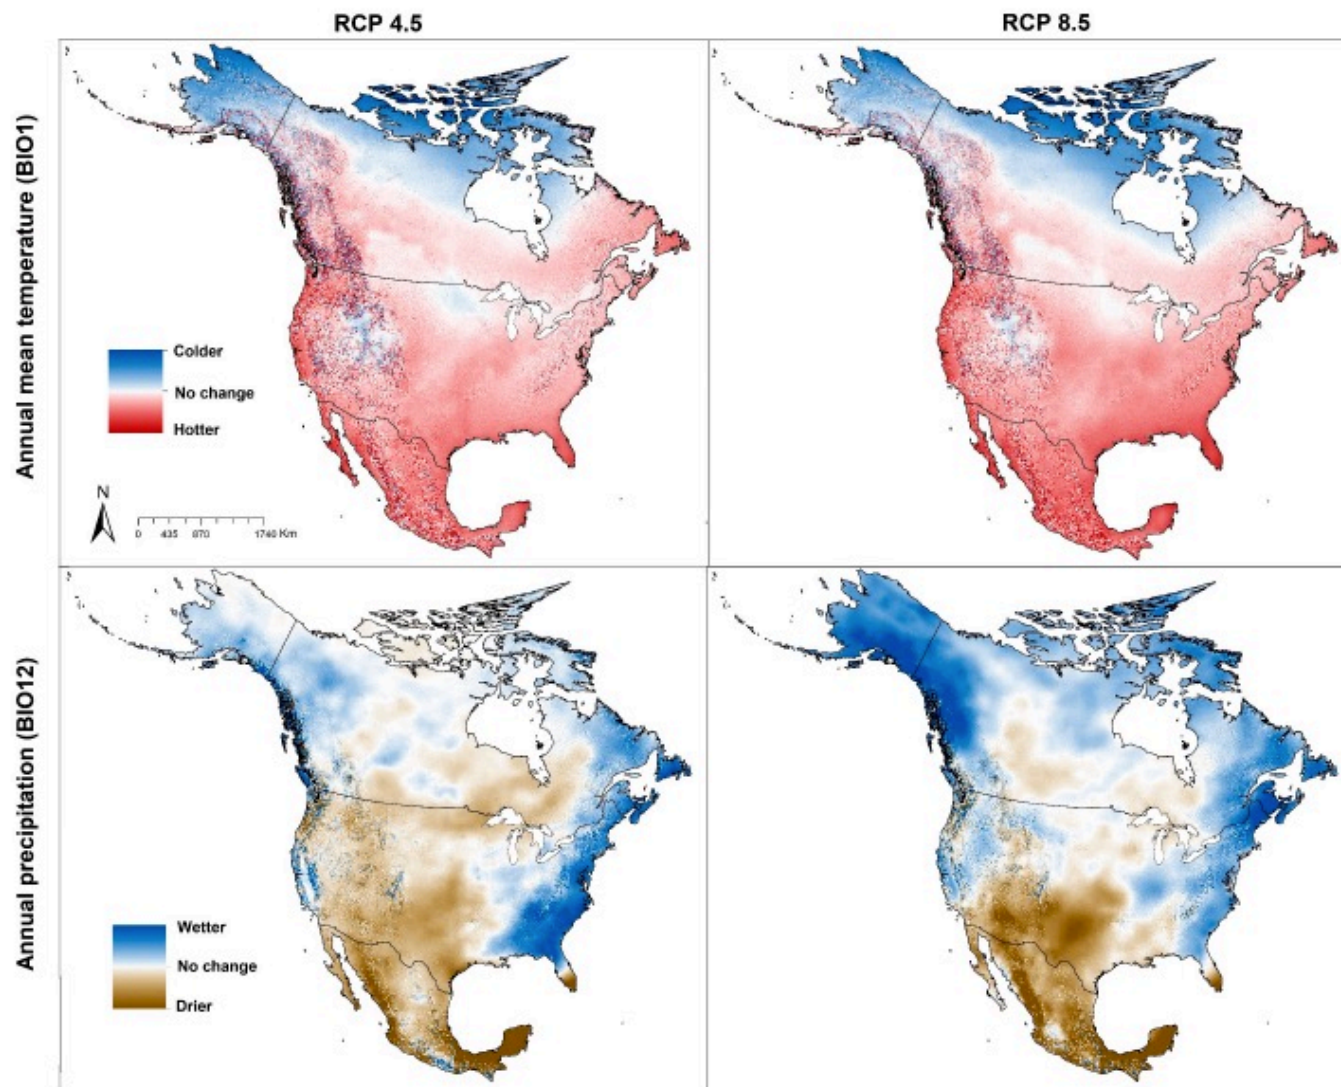 RCP 4.5
RCP 8.5
Annual mean temperature (BIO1)
Colder
No change
Hotter
N
0 435 870 1740 Km
Annual precipitation (BIO12)
Wetter
No change
Drier